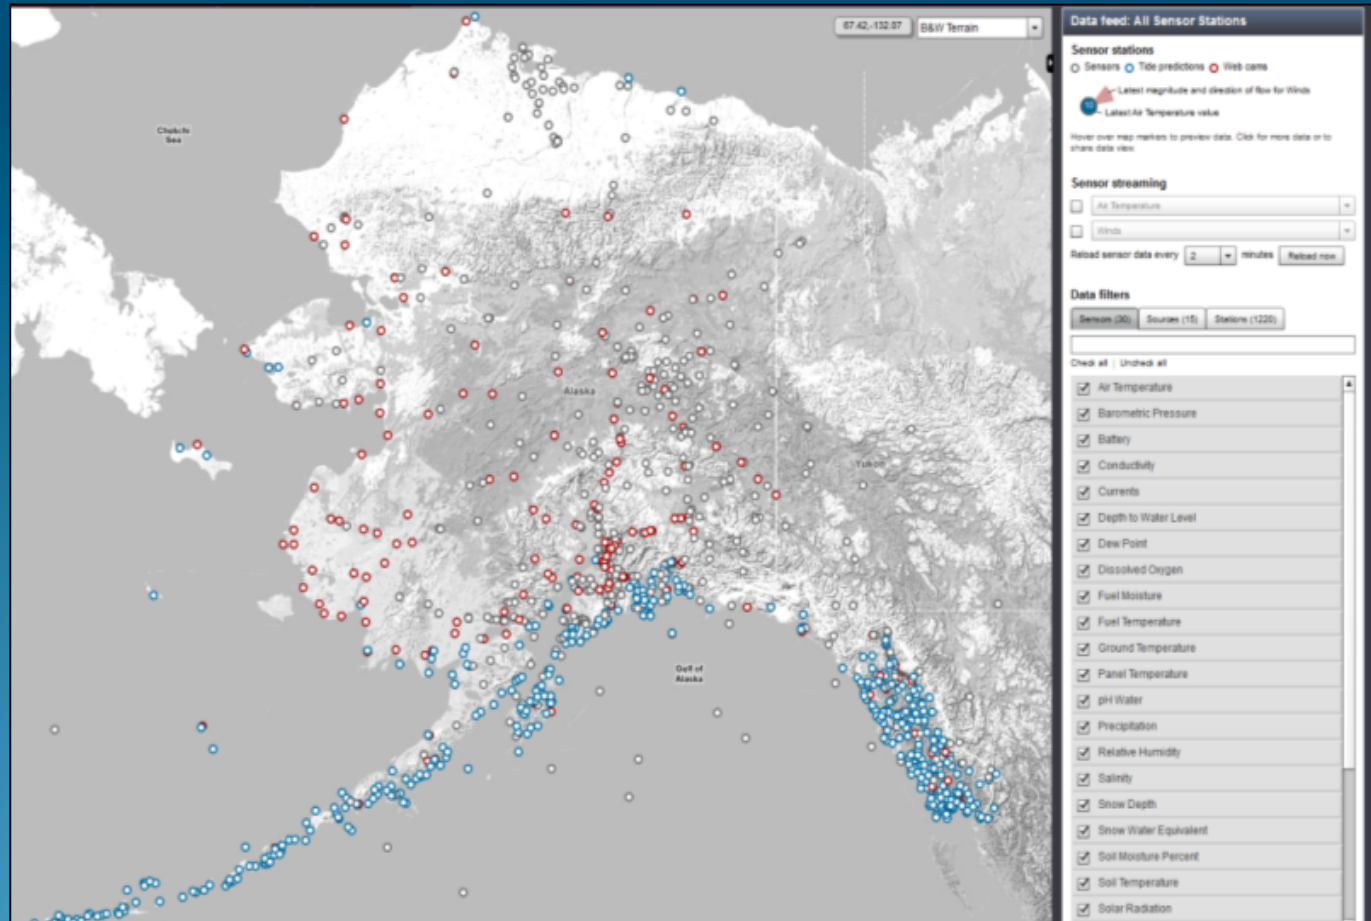 67.42,-132.07
B&W Terrain
Chukchi
Sea
Alaska
Yukon
Gulf of
Alaska
Data feed: All Sensor Stations
Sensor stations
Sensors Tide predictions Web cams
Latest magnitude and direction of flow for Winds
Latest Air Temperature value
Hover over map markers to preview data. Click for more data or to
share data view.
Sensor streaming
Air Temperature
Winds
Reload sensor data every 2 minutes Reload now
Data filters
Sensors (30) Sources (15) Stations (1220)
Check all | Uncheck all
Air Temperature
Barometric Pressure
Battery
Conductivity
Currents
Depth to Water Level
Dew Point
Dissolved Oxygen
Fuel Moisture
Fuel Temperature
Ground Temperature
Panel Temperature
pH Water
Precipitation
Relative Humidity
Salinity
Snow Depth
Snow Water Equivalent
Soil Moisture Percent
Soil Temperature
Solar Radiation